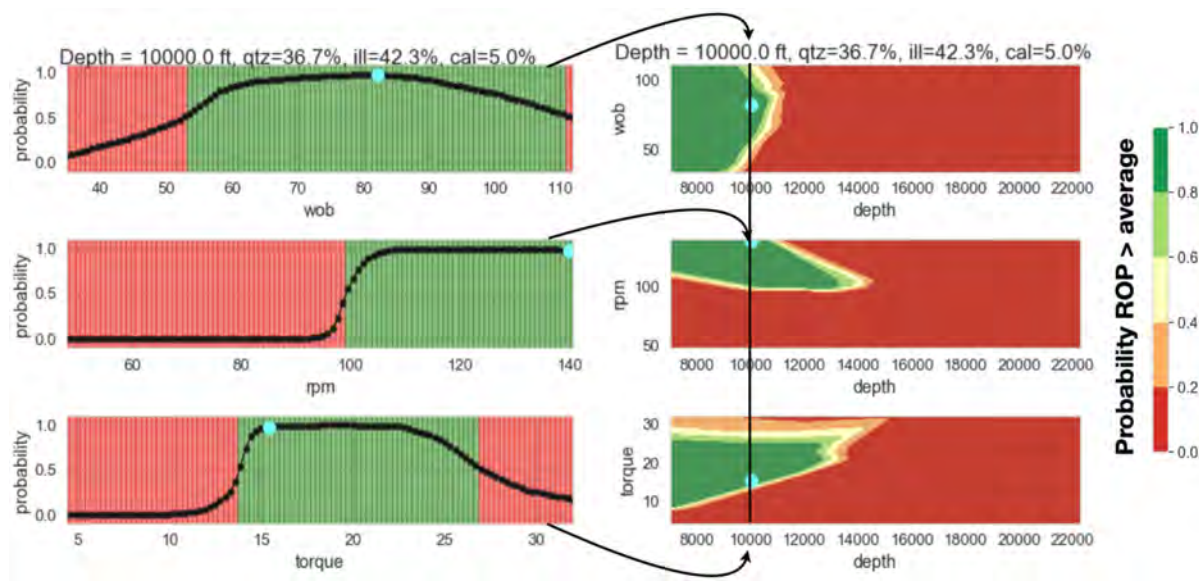 Depth = 10000.0 ft, qtz=36.7%, ill=42.3%, cal=5.0%
probability
1.0
0.5
0.0
40 50 60 70 80 90 100 110
wob
probability
1.0
0.5
0.0
60 80 100 120 140
rpm
probability
1.0
0.5
0.0
5 10 15 20 25 30
torque
Depth = 10000.0 ft, qtz=36.7%, ill=42.3%, cal=5.0%
wob
100
50
8000 10000 12000 14000 16000 18000 20000 22000
depth
rpm
100
50
8000 10000 12000 14000 16000 18000 20000 22000
depth
torque
30
20
10
8000 10000 12000 14000 16000 18000 20000 22000
depth
Probability ROP > average
1.0
0.8
0.6
0.4
0.2
0.0